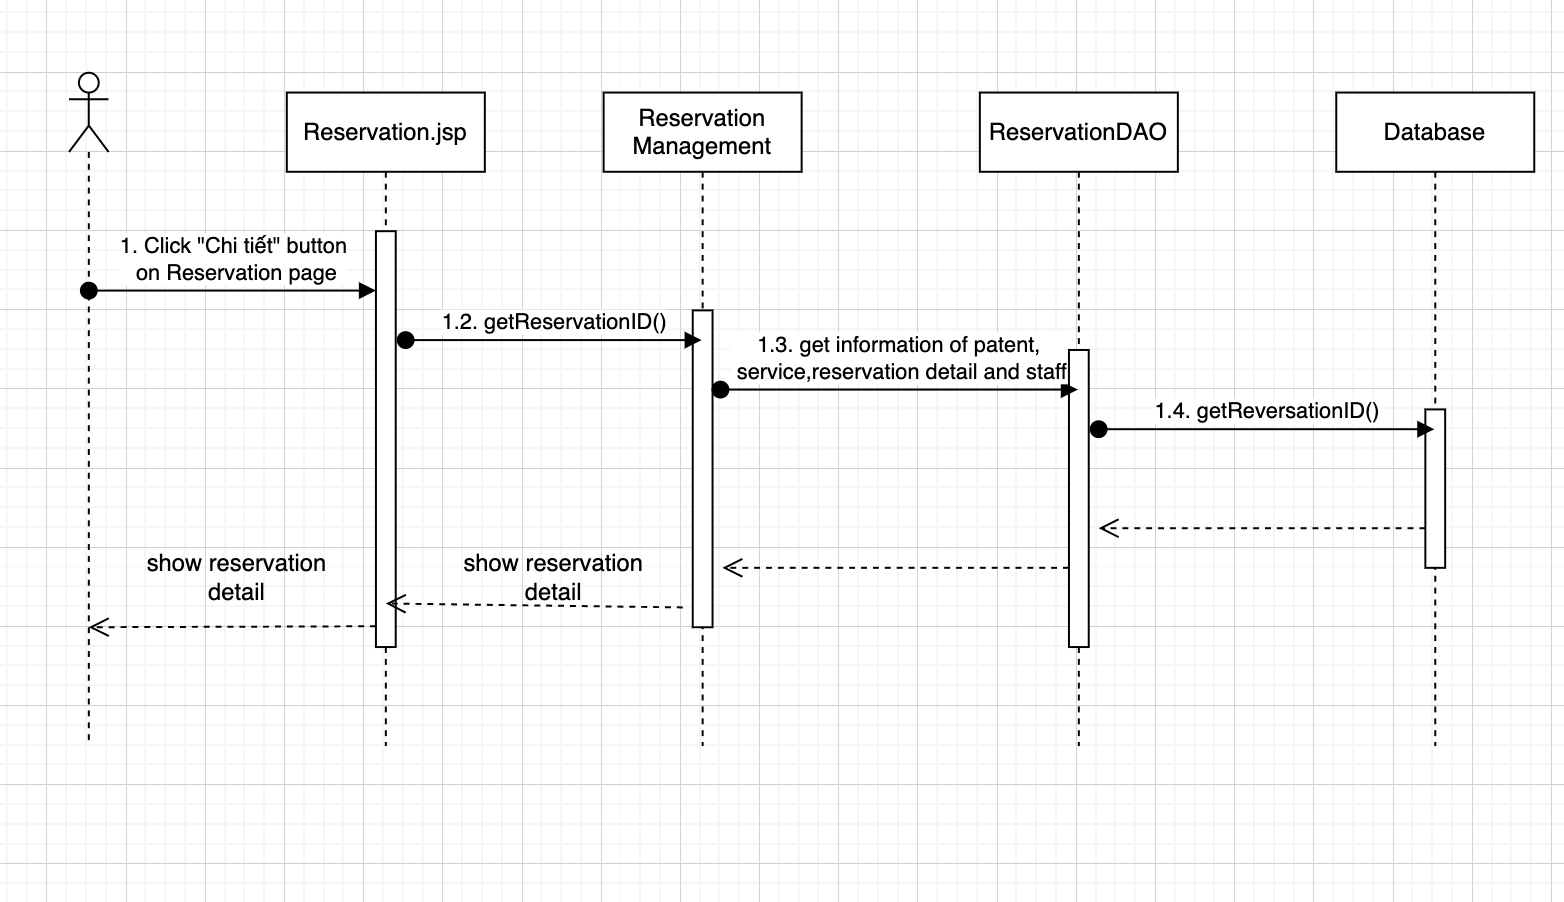 Reservation.jsp
Reservation
Management
ReservationDAO
Database
1. Click "Chi tiết" button
on Reservation page
1.2. getReservationID()
1.3. get information of patent,
service,reservation detail and staff
1.4. getReversationID()
show reservation
detail
show reservation
detail